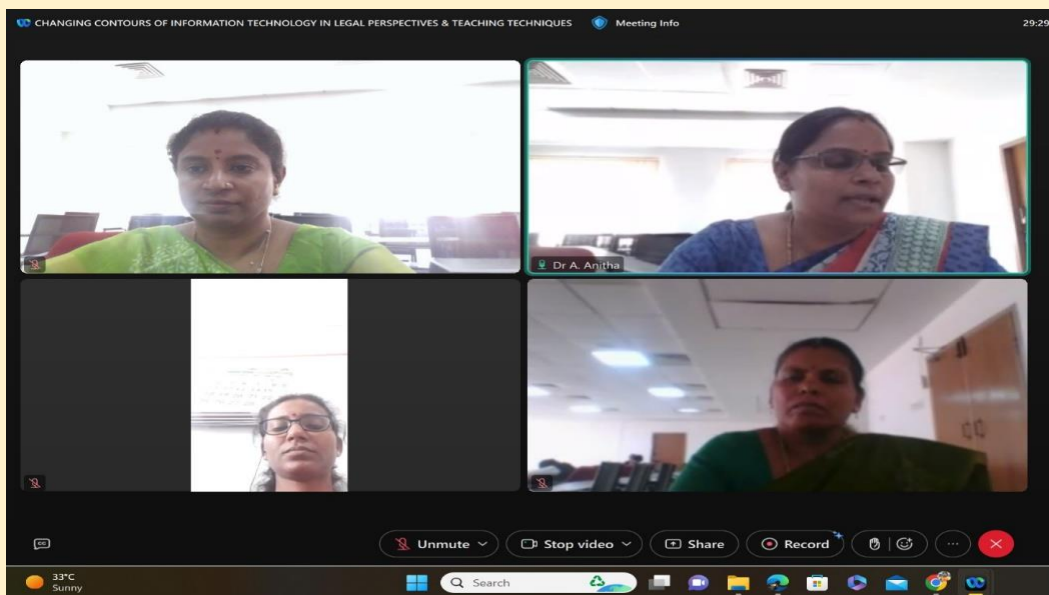 CHANGING CONTOURS OF INFORMATION TECHNOLOGY IN LEGAL PERSPECTIVES & TEACHING TECHNIQUES
Meeting Info
29:29
Dr A. Anitha
CC
Unmute
Stop video
Share
Record
33°C
Sunny
Search